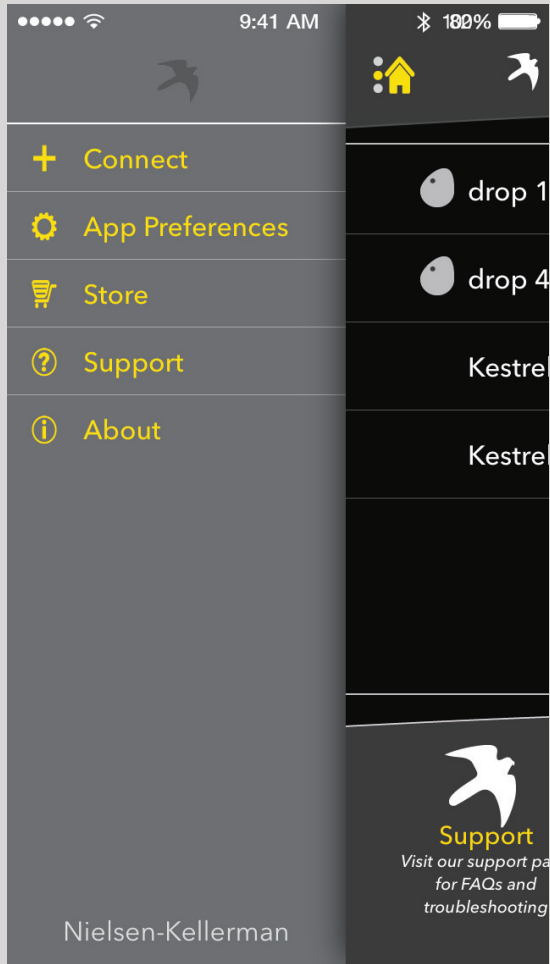 9:41 AM
%
Connect
App Preferences
Store
Support
About
Nielsen-Kellerman
drop 1
drop 4
Kestrel
Kestrel
Support
Visit our support pa
for FAQs and
troubleshooting